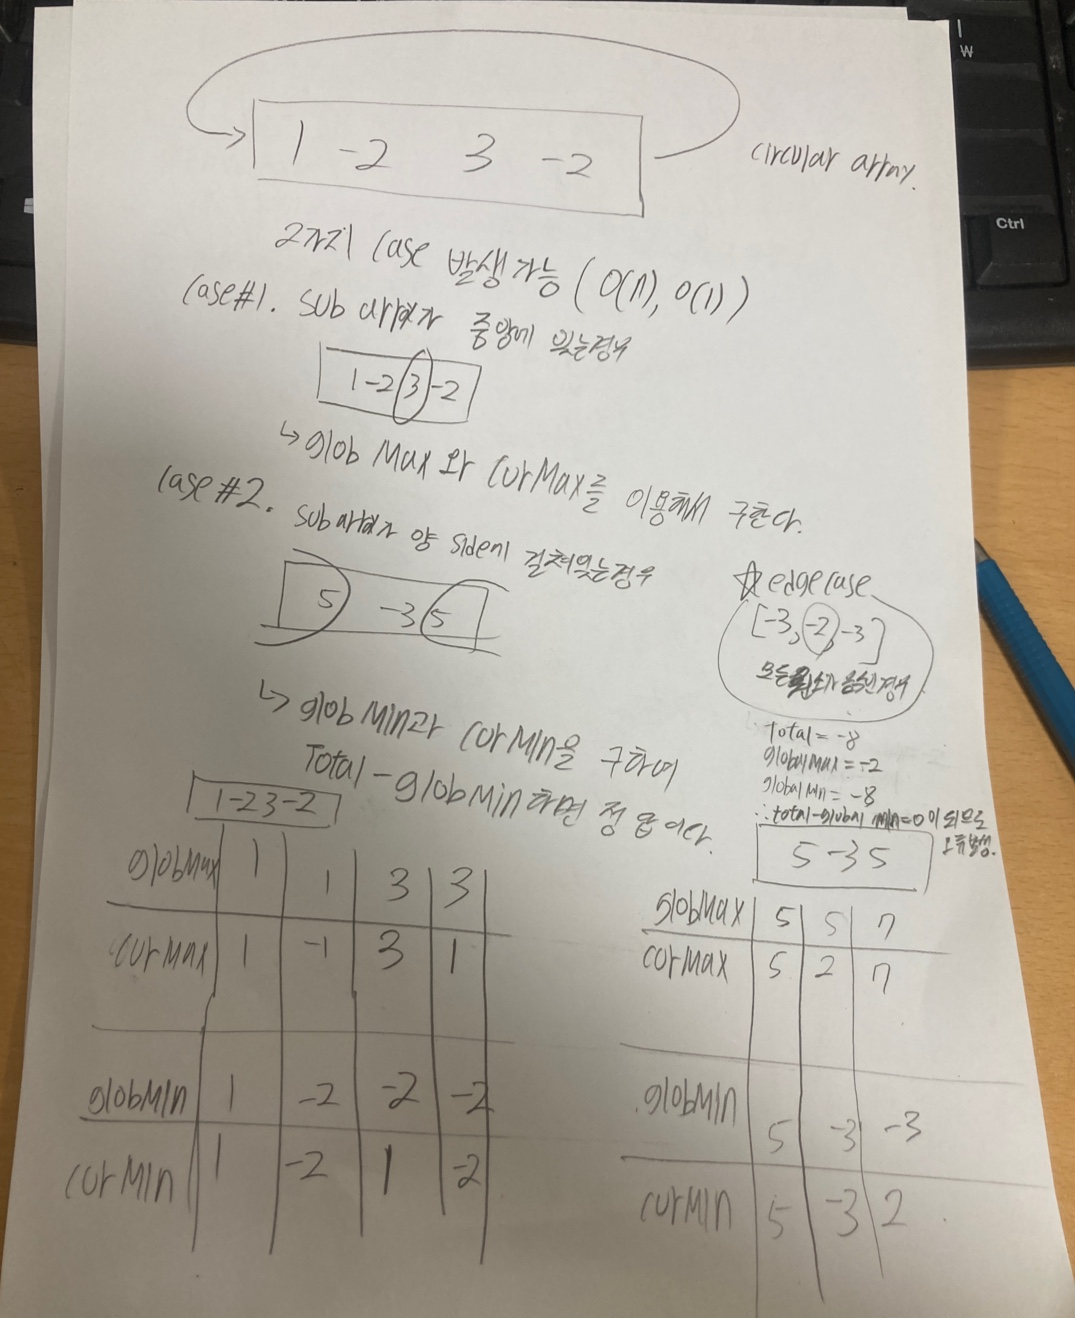 1 -2 3 -2
circular array.
2가지 case 발생가능 (O(n), O(1))
Case#1. sub array가 중앙에 있는경우
1 -2 3 -2
↳ glob Max 와 curMax를 이용해서 구한다.
Case #2. sub array가 양 side에 걸쳐있는경우
5 -3 5
↳ glob Min과 curMin을 구하여
Total - globMin 하면 정답이다.
☆ edge case
[-3, -2, -3]
모든 원소가 음수인 경우
total = -8
global Max = -2
global Min = -8
∴ total - global Min = 0 이 되므로
오류발생.
1 -2 3 -2
globMax 1 1 3 3
curMax 1 -1 3 1
globMin 1 -2 -2 -2
curMin 1 -2 1 -2
5 -3 5
globMax 5 5 7
curMax 5 2 7
globMin 5 -3 -3
curMin 5 -3 2
W
Ctrl